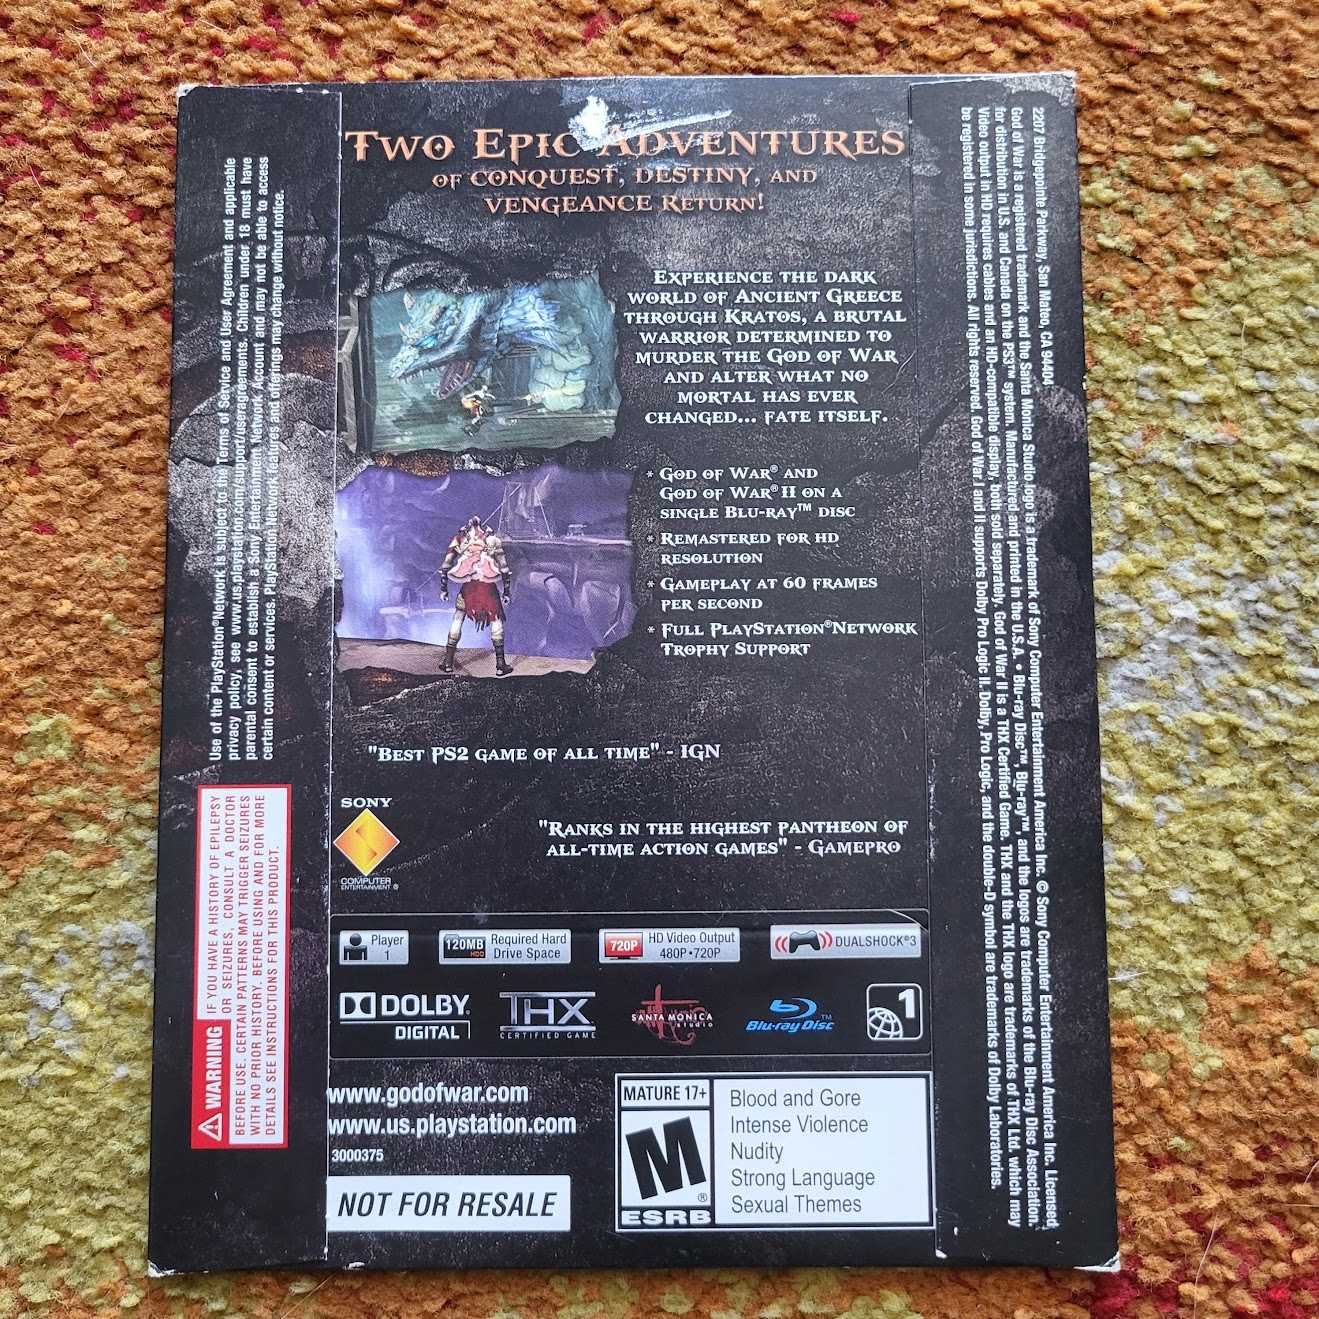 TWO EPIC ADVENTURES
OF CONQUEST, DESTINY, AND
VENGEANCE RETURN!
EXPERIENCE THE DARK
WORLD OF ANCIENT GREECE
THROUGH KRATOS, A BRUTAL
WARRIOR DETERMINED TO
MURDER THE GOD OF WAR
AND ALTER WHAT NO
MORTAL HAS EVER
CHANGED... FATE ITSELF.
* GOD OF WAR® AND
GOD OF WAR® II ON A
SINGLE BLU-RAY™ DISC
* REMASTERED FOR HD
RESOLUTION
* GAMEPLAY AT 60 FRAMES
PER SECOND
* FULL PLAYSTATION®NETWORK
TROPHY SUPPORT
"BEST PS2 GAME OF ALL TIME" - IGN
"RANKS IN THE HIGHEST PANTHEON OF
ALL-TIME ACTION GAMES" - GAMEPRO
SONY
COMPUTER
ENTERTAINMENT ®
Player
1
120MB
HDD
Required Hard
Drive Space
720P
HD Video Output
480P•720P
DUALSHOCK®3
DOLBY®
DIGITAL
THX
CERTIFIED GAME
SANTA MONICA
studio
Blu-ray Disc™
1
www.godofwar.com
www.us.playstation.com
3000375
NOT FOR RESALE
MATURE 17+
M®
ESRB
Blood and Gore
Intense Violence
Nudity
Strong Language
Sexual Themes
Use of the PlayStation®Network is subject to the Terms of Service and User Agreement and applicable
privacy policy, see www.us.playstation.com/support/useragreements. Children under 18 must have
parental consent to establish a Sony Entertainment Network Account and may not be able to access
certain content or services. PlayStation Network features and offerings may change without notice.
WARNING
IF YOU HAVE A HISTORY OF EPILEPSY
OR SEIZURES, CONSULT A DOCTOR
BEFORE USE. CERTAIN PATTERNS MAY TRIGGER SEIZURES
WITH NO PRIOR HISTORY. BEFORE USING AND FOR MORE
DETAILS SEE INSTRUCTIONS FOR THIS PRODUCT.
2207 Bridgepointe Parkway, San Mateo, CA 94404
God of War is a registered trademark and the Santa Monica Studio logo is a trademark of Sony Computer Entertainment America Inc. © Sony Computer Entertainment America Inc. Licensed
for distribution in U.S. and Canada on the PS3™ system. Manufactured and printed in the U.S.A. • Blu-ray Disc™, Blu-ray™, and the logos are trademarks of the Blu-ray Disc Association.
Video output in HD requires cables and an HD-compatible display, both sold separately. God of War II is a THX Certified Game. THX and the THX logo are trademarks of THX Ltd. which may
be registered in some jurisdictions. All rights reserved. God of War I and II supports Dolby Pro Logic II. Dolby, Pro Logic, and the double-D symbol are trademarks of Dolby Laboratories.